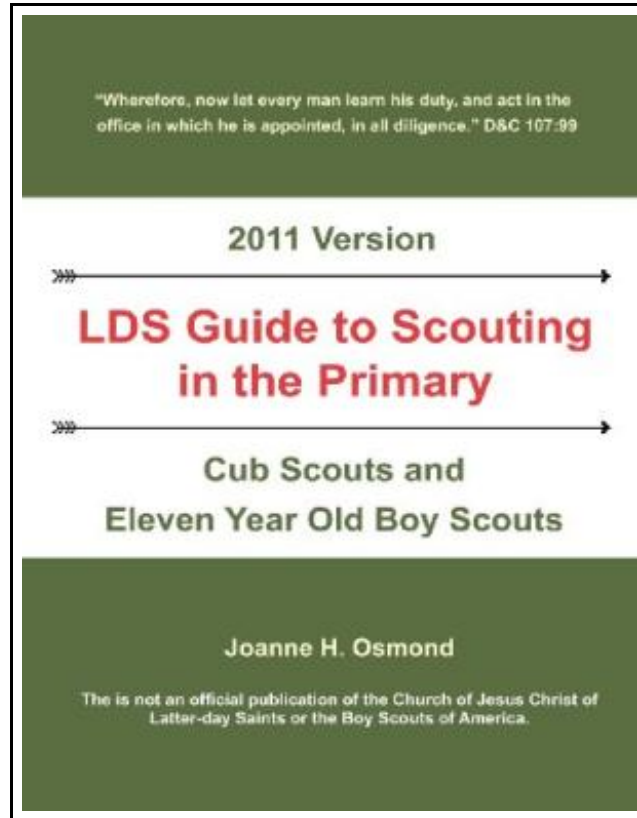 "Wherefore, now let every man learn his duty, and act in the
office in which he is appointed, in all diligence." D&C 107:99
2011 Version
LDS Guide to Scouting
in the Primary
Cub Scouts and
Eleven Year Old Boy Scouts
Joanne H. Osmond
The is not an official publication of the Church of Jesus Christ of
Latter-day Saints or the Boy Scouts of America.